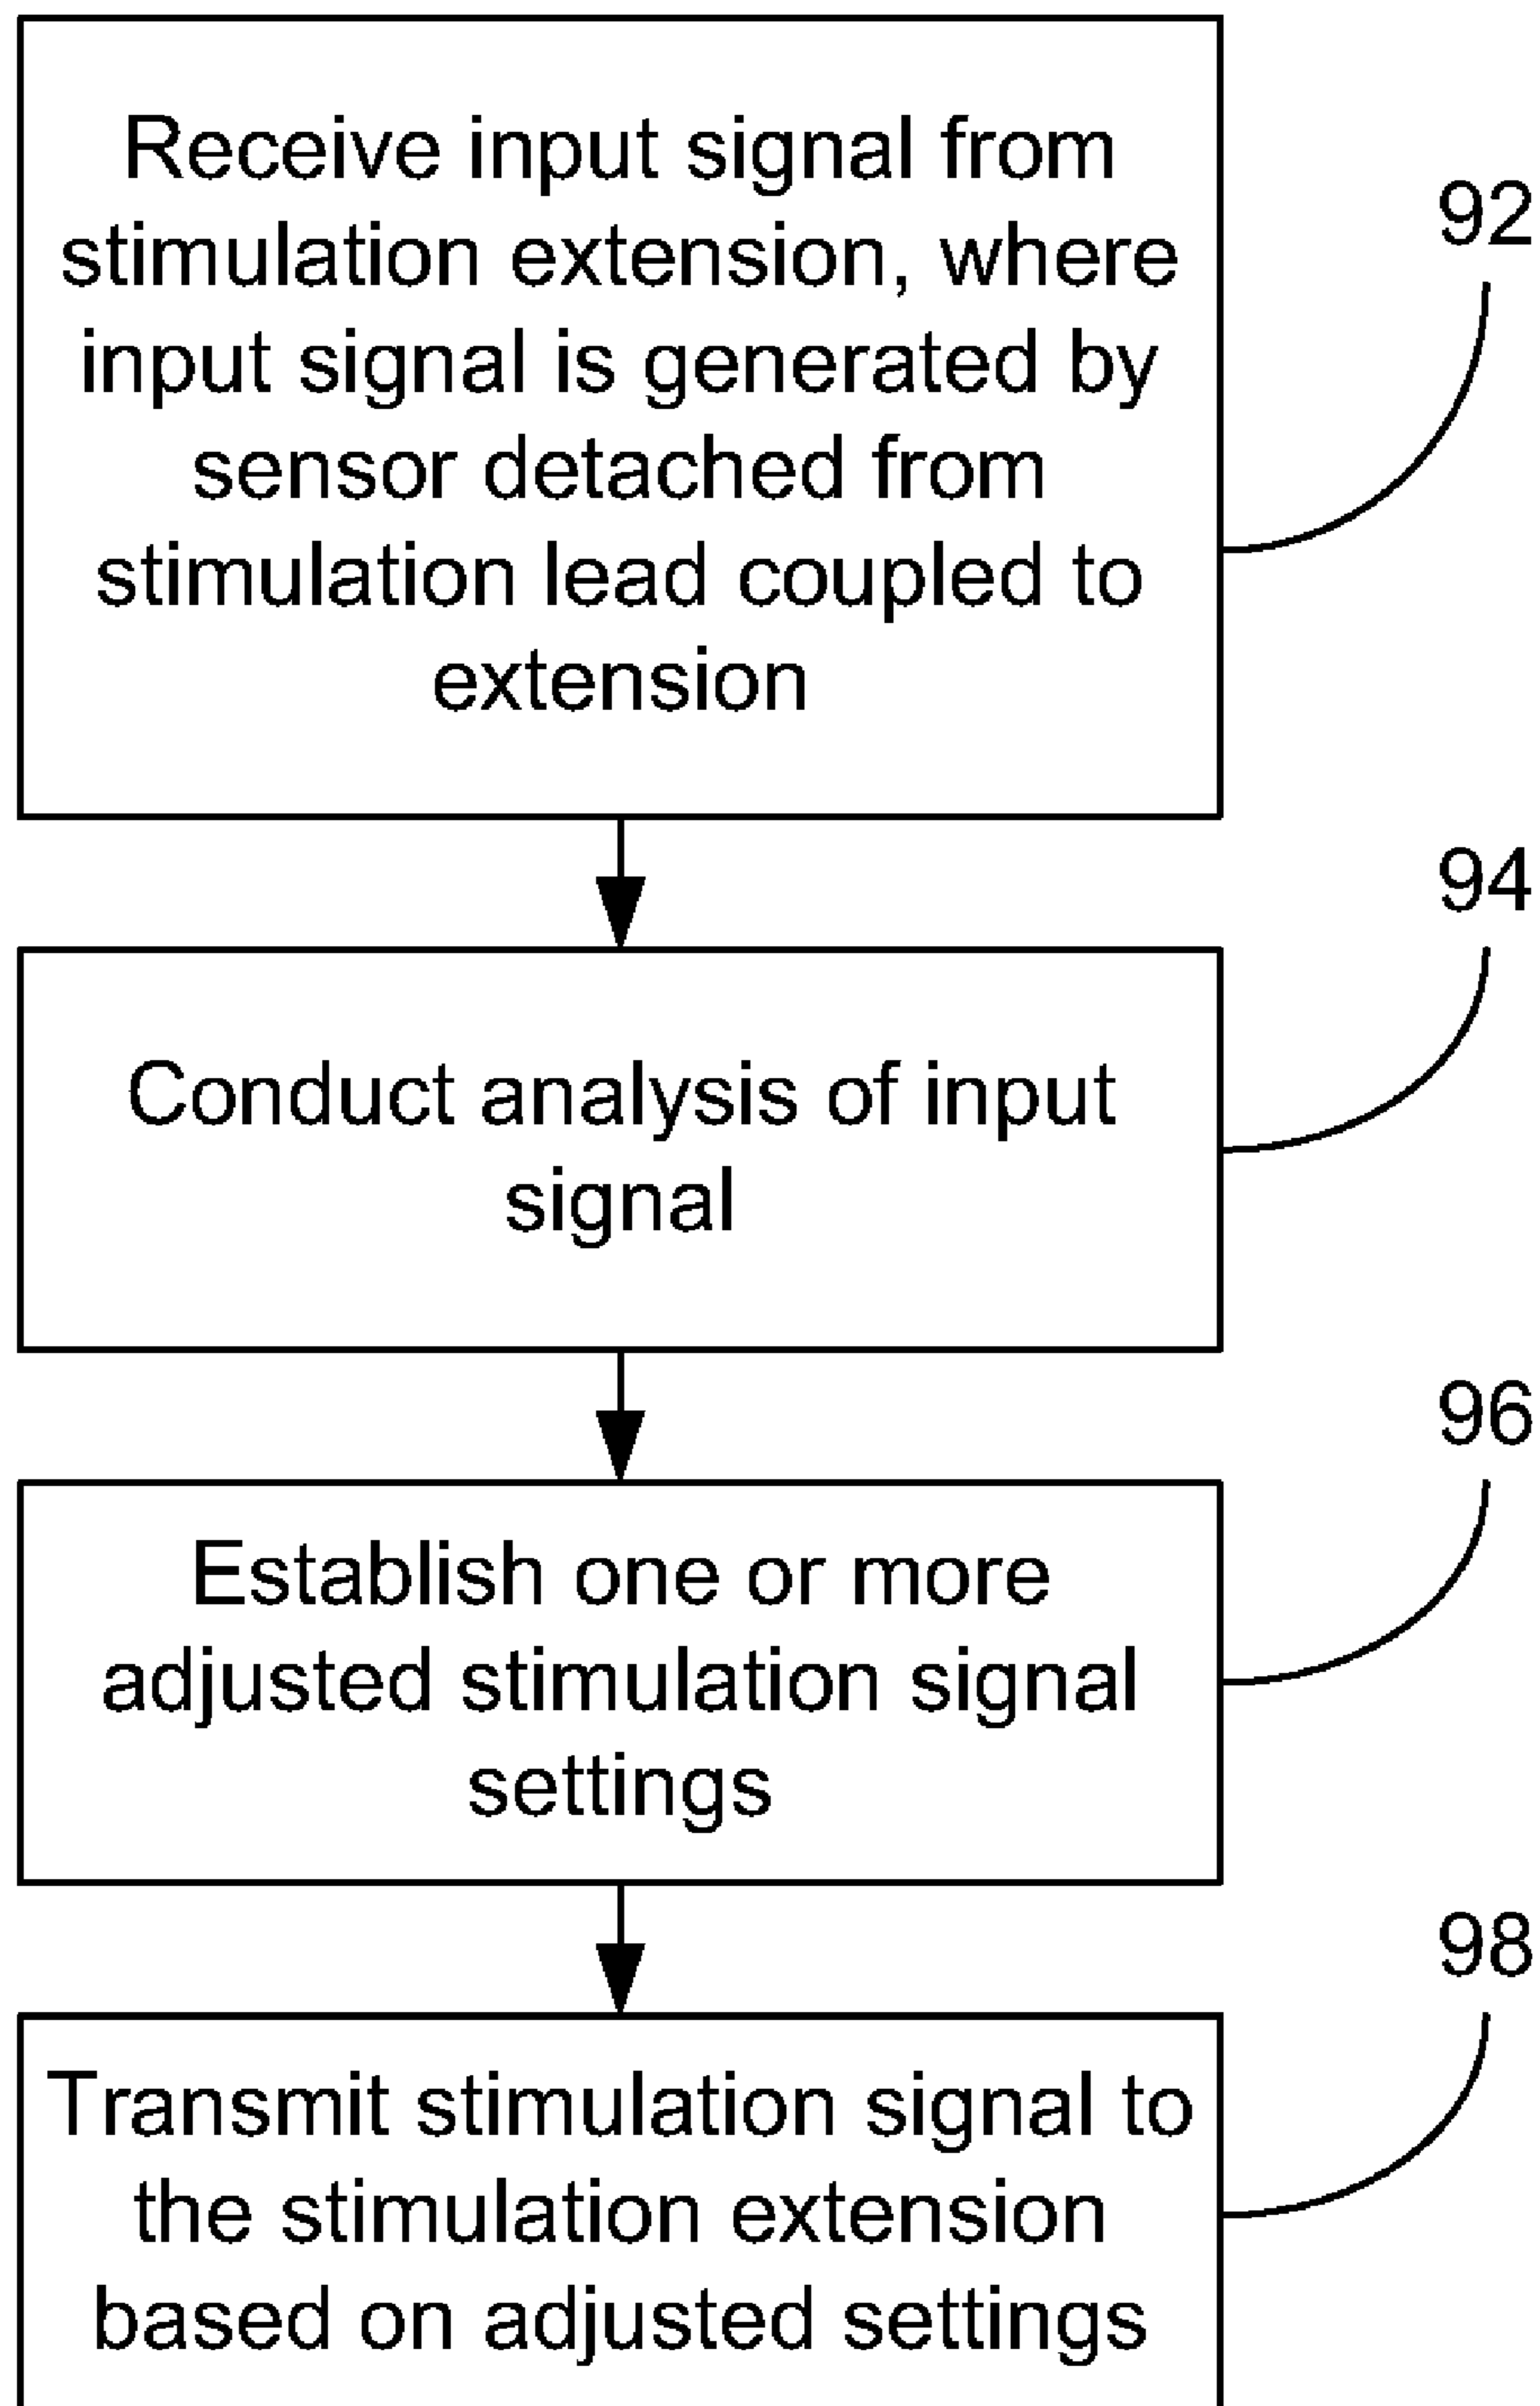 Receive input signal from
stimulation extension, where
input signal is generated by
sensor detached from
stimulation lead coupled to
extension
92
Conduct analysis of input
signal
94
Establish one or more
adjusted stimulation signal
settings
96
Transmit stimulation signal to
the stimulation extension
based on adjusted settings
98